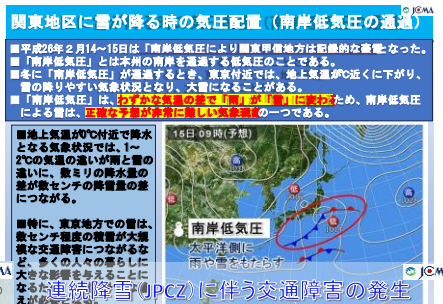 関東地区に雪が降る時の気圧配置（（南岸低気圧の通過）
JCMA
■平成26年２月14～15日は「南岸低気圧により関東甲信地方は記録的な豪雪となった。
■「南岸低気圧」とは本州の南岸を通過する低気圧のことである。
■冬に「南岸低気圧」が通過するとき、東京付近では、地上気温が℃近くに下がり、
雪の降りやすい気象状況となり、大雪になることがある。
■「南岸低気圧」は、わずかな気温の差で「雨」が「雪」に変わるため、南岸低気圧
による雪は、正確な予想が非常に難しい気象現象の一つである。
■地上気温が0℃付近で降水
となる気象状況では、1～
2℃の気温の違いが雨と雪の
違いに、数ミリの降水量の
差が数センチの降雪量の差
につながる。
■特に、東京地方での雪は、
数センチ程度の積雪が大規
模な交通障害につながるな
ど、多くの人々の暮らしに
大きな影響を与えることに
15日09時(予想)
高
低
高
低
南岸低気圧
太平洋側に
雨や雪をもたらす
JCMA
連続降雪(JPCZ)に伴う交通障害の発生